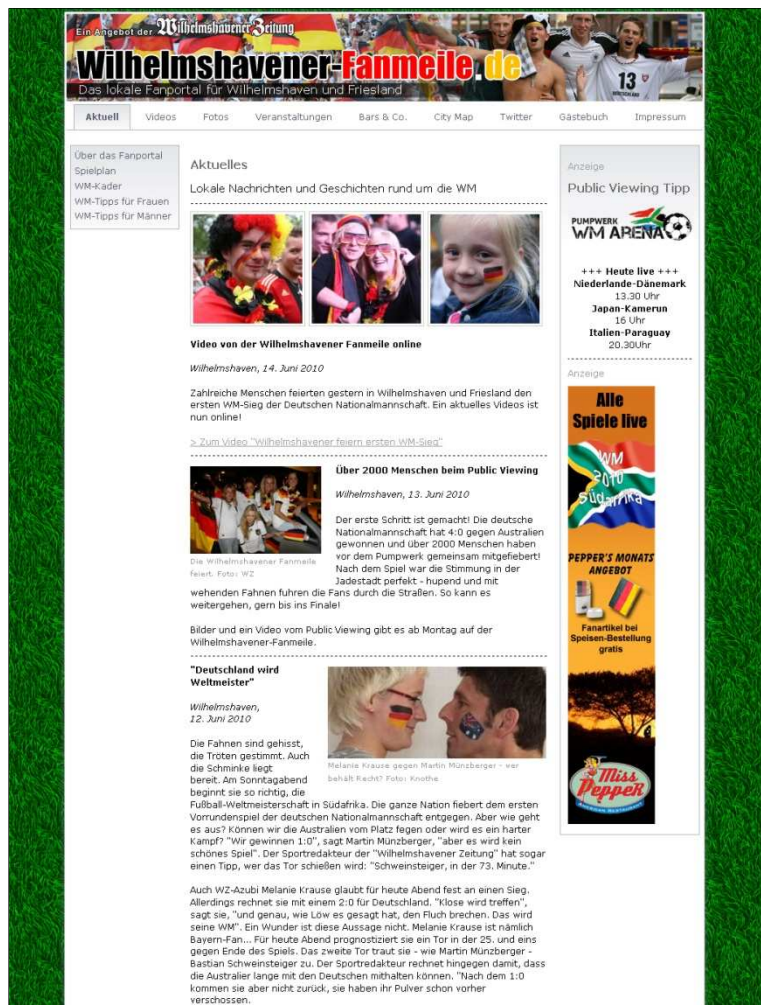 Ein Angebot der Wilhelmshavener Zeitung
Wilhelmshavener-Fanmeile.de
Das lokale Fanportal für Wilhelmshaven und Friesland
13
DEUTSCHLAND
Aktuell Videos Fotos Veranstaltungen Bars & Co. City Map Twitter Gästebuch Impressum
Über das Fanportal
Spielplan
WM-Kader
WM-Tipps für Frauen
WM-Tipps für Männer
Aktuelles
Lokale Nachrichten und Geschichten rund um die WM
Video von der Wilhelmshavener Fanmeile online
Wilhelmshaven, 14. Juni 2010
Zahlreiche Menschen feierten gestern in Wilhelmshaven und Friesland den
ersten WM-Sieg der Deutschen Nationalmannschaft. Ein aktuelles Videos ist
nun online!
> Zum Video "Wilhelmshavener feiern ersten WM-Sieg"
Die Wilhelmshavener Fanmeile
feiert. Foto: WZ
Über 2000 Menschen beim Public Viewing
Wilhelmshaven, 13. Juni 2010
Der erste Schritt ist gemacht! Die deutsche
Nationalmannschaft hat 4:0 gegen Australien
gewonnen und über 2000 Menschen haben
vor dem Pumpwerk gemeinsam mitgefiebert!
Nach dem Spiel war die Stimmung in der
Jadestadt perfekt - hupend und mit
wehenden Fahnen fuhren die Fans durch die Straßen. So kann es
weitergehen, gern bis ins Finale!
Bilder und ein Video vom Public Viewing gibt es ab Montag auf der
Wilhelmshavener-Fanmeile.
"Deutschland wird
Weltmeister"
Wilhelmshaven,
12. Juni 2010
Melanie Krause gegen Martin Münzberger - wer
behält Recht? Foto: Knothe
Die Fahnen sind gehisst,
die Tröten gestimmt. Auch
die Schminke liegt
bereit. Am Sonntagabend
beginnt sie so richtig, die
Fußball-Weltmeisterschaft in Südafrika. Die ganze Nation fiebert dem ersten
Vorrundenspiel der deutschen Nationalmannschaft entgegen. Aber wie geht
es aus? Können wir die Australien vom Platz fegen oder wird es ein harter
Kampf? "Wir gewinnen 1:0", sagt Martin Münzberger, "aber es wird kein
schönes Spiel". Der Sportredakteur der "Wilhelmshavener Zeitung" hat sogar
einen Tipp, wer das Tor schießen wird: "Schweinsteiger, in der 73. Minute."
Auch WZ-Azubi Melanie Krause glaubt für heute Abend fest an einen Sieg.
Allerdings rechnet sie mit einem 2:0 für Deutschland. "Klose wird treffen",
sagt sie, "und genau, wie Löw es gesagt hat, den Fluch brechen. Das wird
seine WM". Ein Wunder ist diese Aussage nicht. Melanie Krause ist nämlich
Bayern-Fan... Für heute Abend prognostiziert sie ein Tor in der 25. und eins
gegen Ende des Spiels. Das zweite Tor traut sie - wie Martin Münzberger -
Bastian Schweinsteiger zu. Der Sportredakteur rechnet hingegen damit, dass
die Australier lange mit den Deutschen mithalten können. "Nach dem 1:0
kommen sie aber nicht zurück, sie haben ihr Pulver schon vorher
verschossen.
Anzeige
Public Viewing Tipp
PUMPWERK
WM ARENA
+++ Heute live +++
Niederlande-Dänemark
13.30 Uhr
Japan-Kamerun
16 Uhr
Italien-Paraguay
20.30Uhr
Anzeige
Alle
Spiele live
WM
2010
Südafrika
PEPPER'S MONATS
ANGEBOT
Fanartikel bei
Speisen-Bestellung
gratis
Miss
Pepper
AMERICAN RESTAURANT